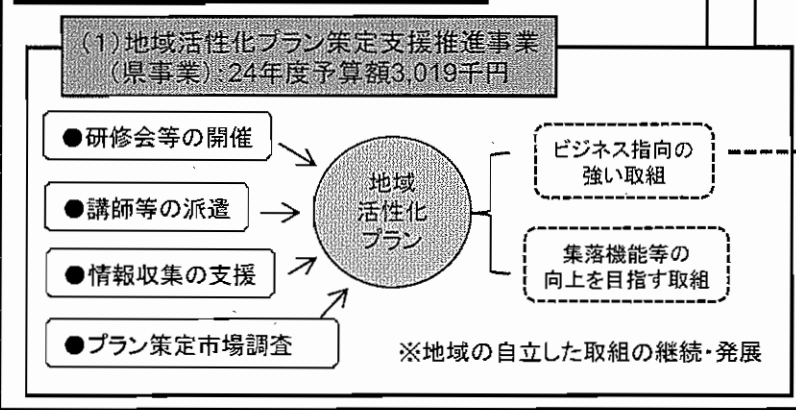 (1)地域活性化プラン策定支援推進事業
(県事業):24年度予算額3,019千円
●研修会等の開催
●講師等の派遣
●情報収集の支援
●プラン策定市場調査
地域
活性化
プラン
ビジネス指向の
強い取組
集落機能等の
向上を目指す取組
※地域の自立した取組の継続・発展